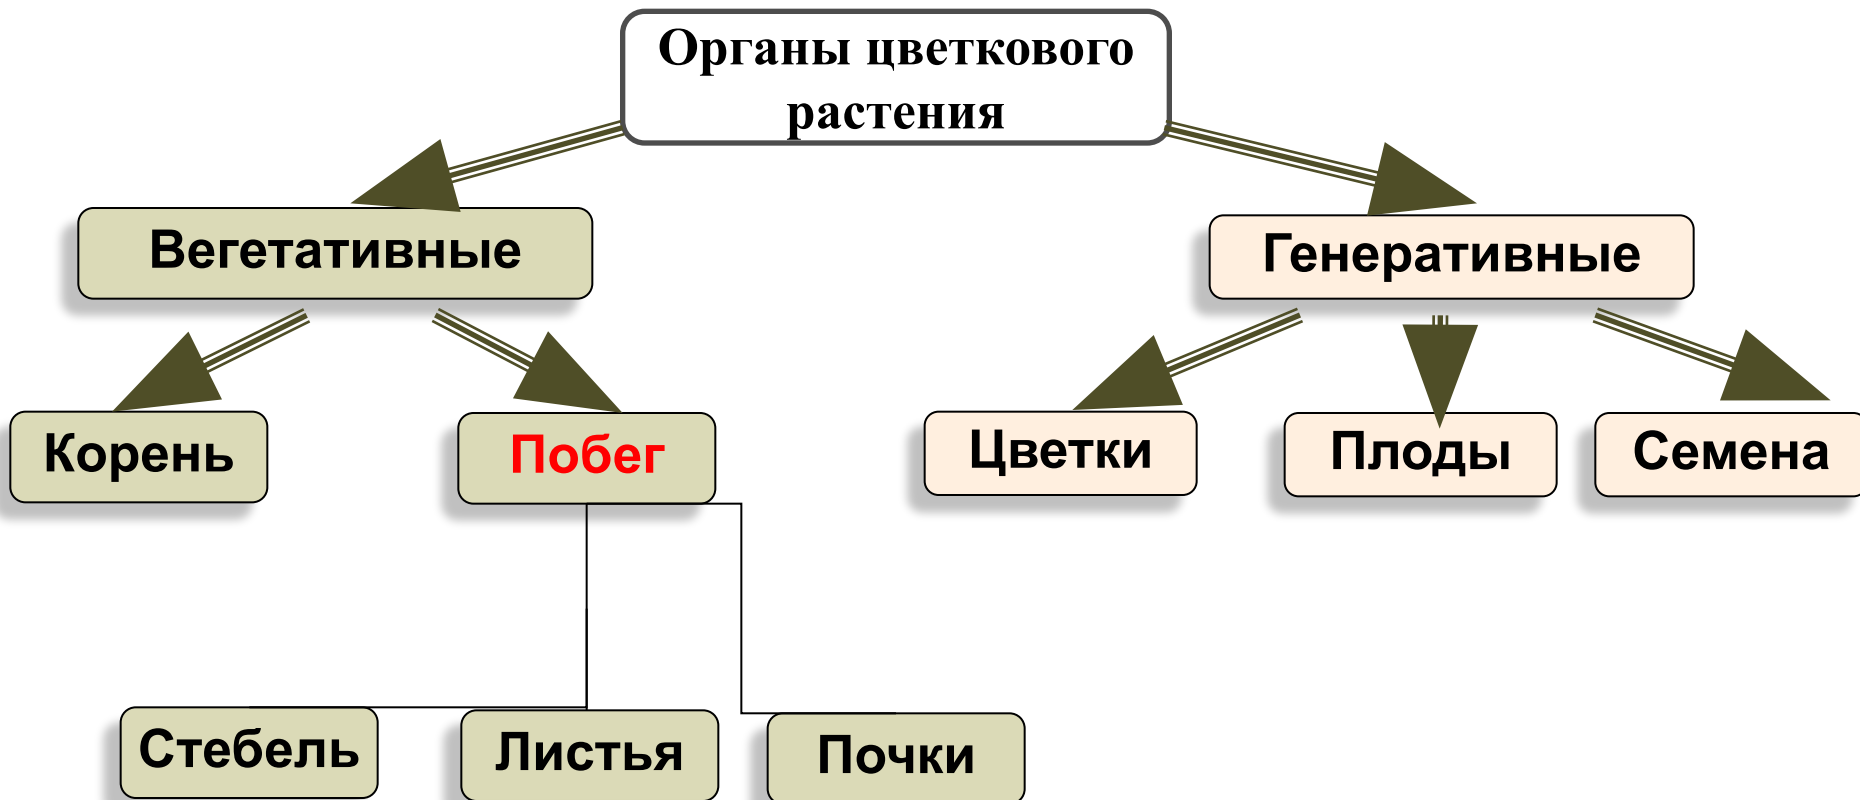 Органы цветкового
растения
Вегетативные
Генеративные
Корень
Побег
Цветки
Плоды
Семена
Стебель
Листья
Почки